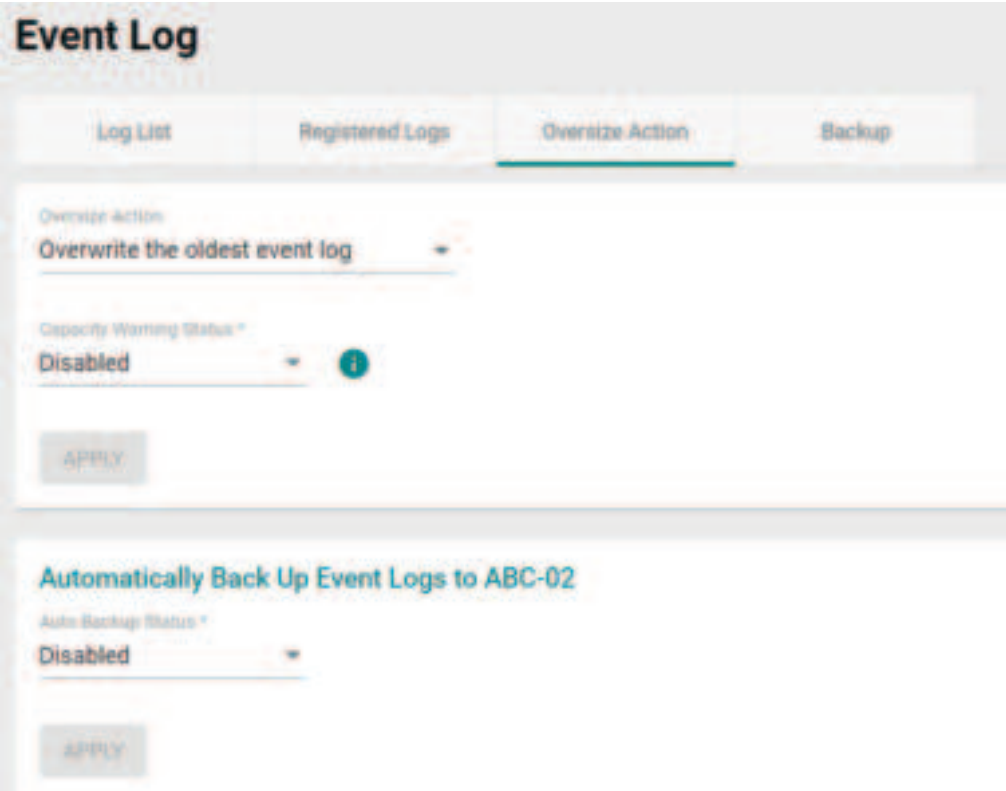 Event Log
Log List Registered Logs Oversize Action Backup
Oversize Action
Overwrite the oldest event log
Capacity Warning Status *
Disabled
i
APPLY
Automatically Back Up Event Logs to ABC-02
Auto Backup Status *
Disabled
APPLY